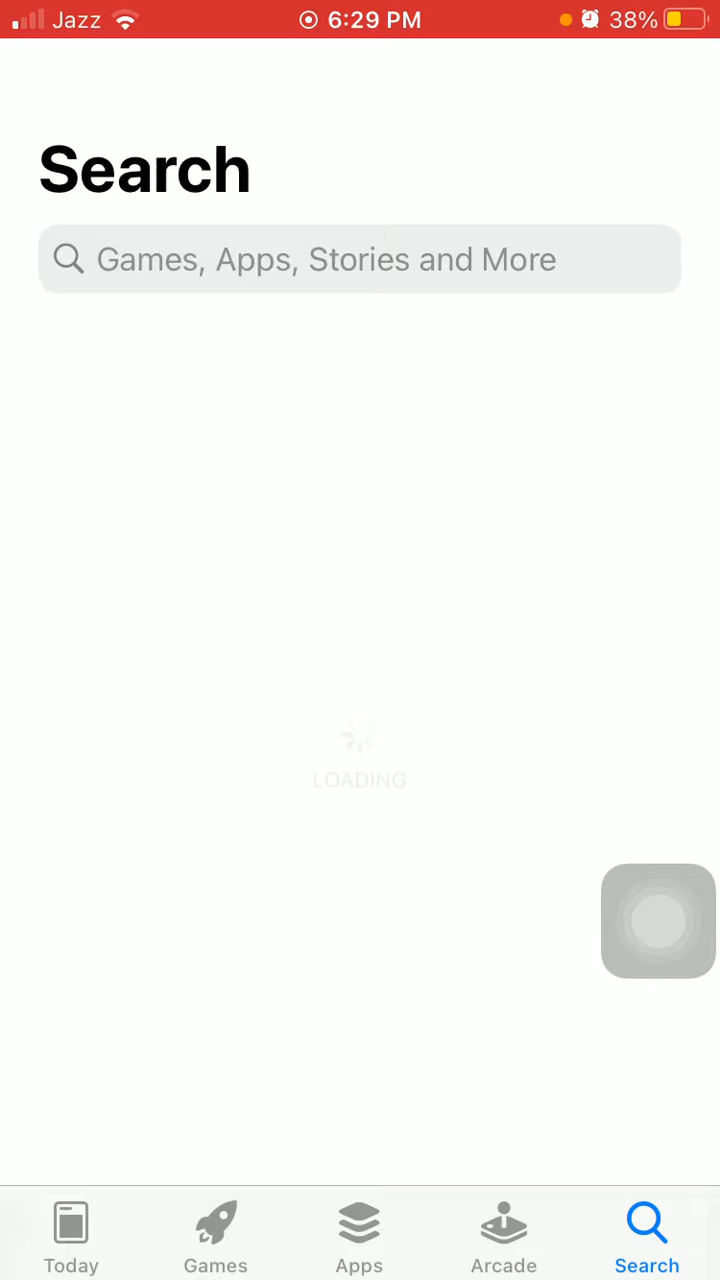 Jazz 6:29 PM 38%
Search
Games, Apps, Stories and More
LOADING
Today Games Apps Arcade Search